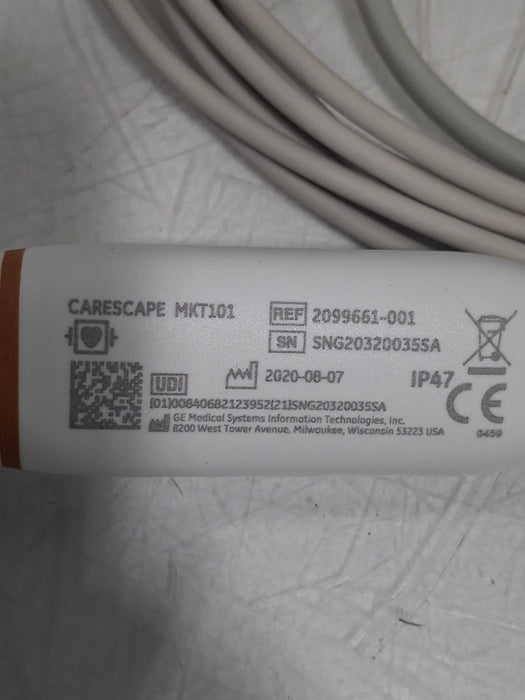 CARESCAPE MKT101
REF 2099661-001
SN SNG20320035SA
UDI 2020-08-07 IP47
(01)00840682123952(21)SNG20320035SA
GE Medical Systems Information Technologies, Inc.
8200 West Tower Avenue, Milwaukee, Wisconsin 53223 USA
CE
0459